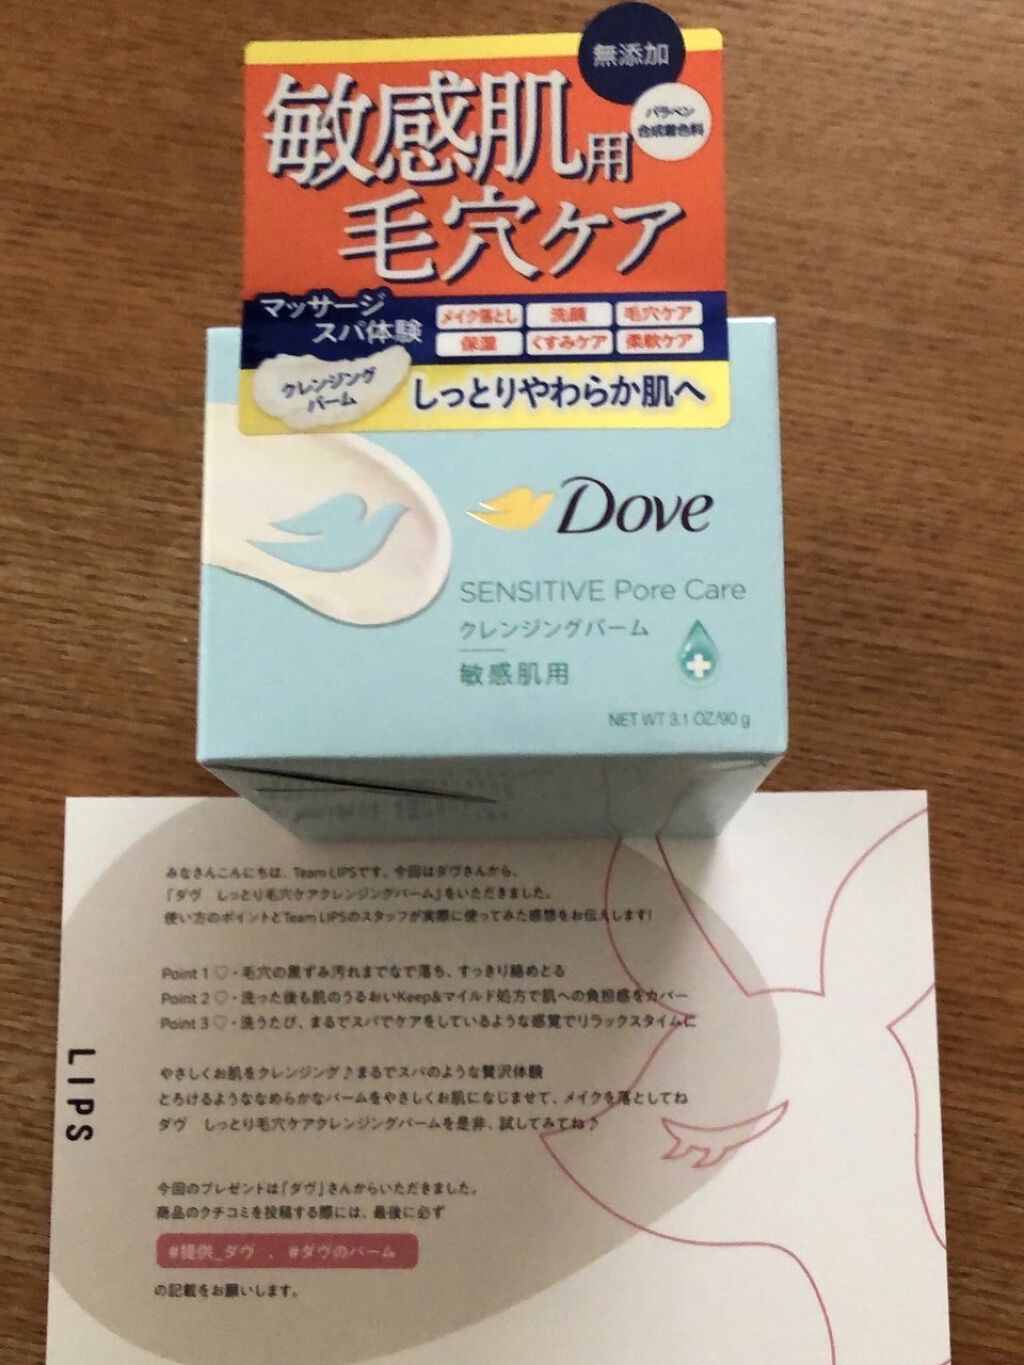 無添加
パラベン
合成着色料
敏感肌用
毛穴ケア
マッサージ
スパ体験
メイク落とし
洗顔
毛穴ケア
保湿
くすみケア
柔軟ケア
クレンジング
バーム
しっとりやわらか肌へ
Dove
SENSITIVE Pore Care
クレンジングバーム
敏感肌用
NET WT 3.1 OZ/90 g
みなさんこんにちは、Team LIPSです。今回はダヴさんから、
「ダヴ しっとり毛穴ケアクレンジングバーム」をいただきました。
使い方のポイントとTeam LIPSのスタッフが実際に使ってみた感想をお伝えします!
Point 1 ♡・毛穴の黒ずみ汚れまでなで落ち、すっきり絡めとる
Point 2 ♡・洗った後も肌のうるおいKeep&マイルド処方で肌への負担感をカバー
Point 3 ♡・洗うたび、まるでスパでケアをしているような感覚でリラックスタイムに
やさしくお肌をクレンジング♪まるでスパのような贅沢体験
とろけるようななめらかなバームをやさしくお肌になじませて、メイクを落としてね
ダヴ しっとり毛穴ケアクレンジングバームを是非、試してみてね♪
今回のプレゼントは「ダヴ」さんからいただきました。
商品のクチコミを投稿する際には、最後に必ず
#提供_ダヴ 、 #ダヴのバーム
の記載をお願いします。
LIPS